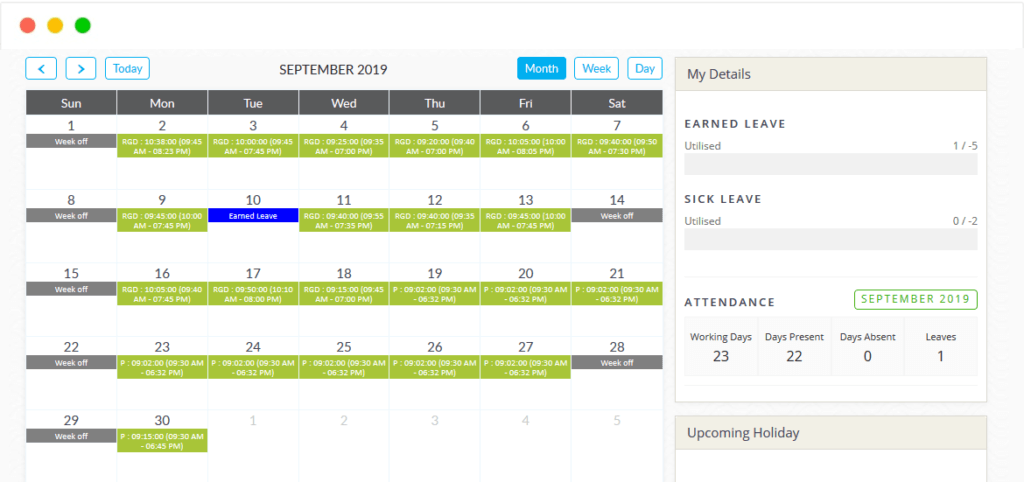 Today
SEPTEMBER 2019
Month Week Day
Sun Mon Tue Wed Thu Fri Sat
1 2 3 4 5 6 7
Week off RGD : 10:38:00 (09:45 RGD : 10:00:00 (09:45 RGD : 09:25:00 (09:35 RGD : 09:20:00 (09:40 RGD : 10:05:00 (10:00 RGD : 09:40:00 (09:50
AM - 08:23 PM) AM - 07:45 PM) AM - 07:00 PM) AM - 07:00 PM) AM - 08:05 PM) AM - 07:30 PM)
8 9 10 11 12 13 14
Week off RGD : 09:45:00 (10:00 Earned Leave RGD : 09:40:00 (09:55 RGD : 09:40:00 (09:35 RGD : 09:45:00 (10:00 Week off
AM - 07:45 PM) AM - 07:35 PM) AM - 07:15 PM) AM - 07:45 PM)
15 16 17 18 19 20 21
Week off RGD : 10:05:00 (09:40 RGD : 09:50:00 (10:10 RGD : 09:15:00 (09:45 P : 09:02:00 (09:30 AM P : 09:02:00 (09:30 AM P : 09:02:00 (09:30 AM
AM - 07:45 PM) AM - 08:00 PM) AM - 07:00 PM) - 06:32 PM) - 06:32 PM) - 06:32 PM)
22 23 24 25 26 27 28
Week off P : 09:02:00 (09:30 AM P : 09:02:00 (09:30 AM P : 09:02:00 (09:30 AM P : 09:02:00 (09:30 AM P : 09:02:00 (09:30 AM Week off
- 06:32 PM) - 06:32 PM) - 06:32 PM) - 06:32 PM) - 06:32 PM)
29 30 1 2 3 4 5
Week off P : 09:15:00 (09:30 AM
- 06:45 PM)
My Details
EARNED LEAVE
Utilised 1 / -5
SICK LEAVE
Utilised 0 / -2
ATTENDANCE SEPTEMBER 2019
Working Days Days Present Days Absent Leaves
23 22 0 1
Upcoming Holiday